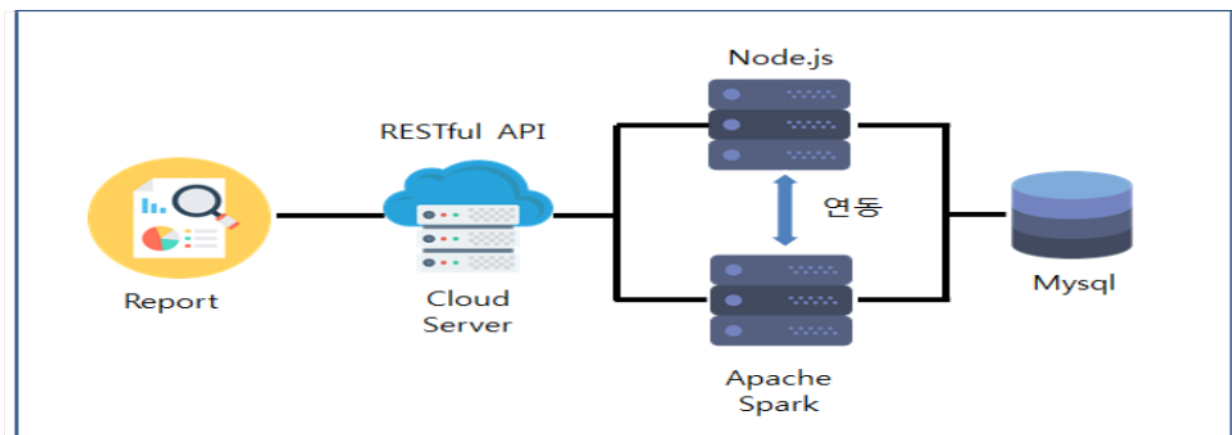 Node.js
RESTful API
연동
Report
Cloud
Server
Mysql
Apache
Spark